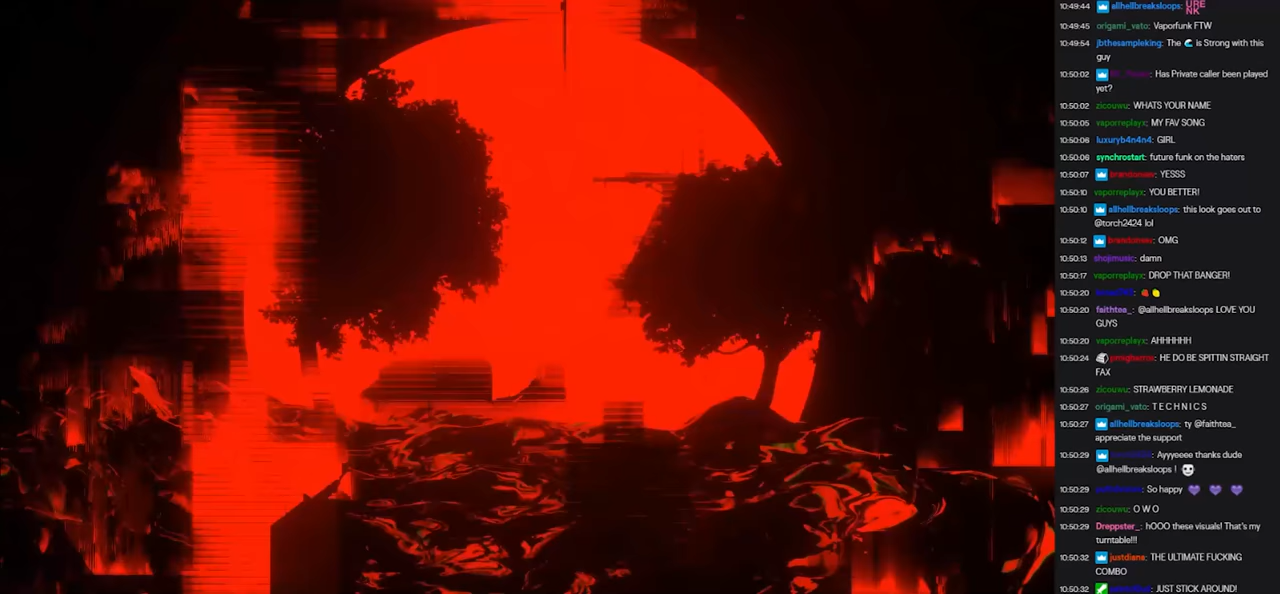 10:49:44 allhellbreaksloops: URE NK
10:49:45 origami_vato: Vaporfunk FTW
10:49:54 jbthesampleking: The 🌊 is Strong with this
guy
10:50:02 : Has Private caller been played
yet?
10:50:02 zicouwu: WHATS YOUR NAME
10:50:05 vaporreplayx: MY FAV SONG
10:50:06 luxuryb4n4n4: GIRL
10:50:06 synchrostart: future funk on the haters
10:50:07 : YESSS
10:50:10 vaporreplayx: YOU BETTER!
10:50:10 allhellbreaksloops: this look goes out to
@torch2424 lol
10:50:12 : OMG
10:50:13 shojimusic: damn
10:50:17 vaporreplayx: DROP THAT BANGER!
10:50:20 : 🍓 🍋
10:50:20 faithtea_: @allhellbreaksloops LOVE YOU
GUYS
10:50:20 vaporreplayx: AHHHHHH
10:50:24 : HE DO BE SPITTIN STRAIGHT
FAX
10:50:26 zicouwu: STRAWBERRY LEMONADE
10:50:27 origami_vato: T E C H N I C S
10:50:27 allhellbreaksloops: ty @faithtea_
appreciate the support
10:50:29 : Ayyyeeee thanks dude
@allhellbreaksloops !
10:50:29 : So happy 💜 💜 💜
10:50:29 zicouwu: O W O
10:50:29 Dreppster_: hOOO these visuals! That's my
turntable!!!
10:50:32 justdiana: THE ULTIMATE FUCKING
COMBO
10:50:32 : JUST STICK AROUND!